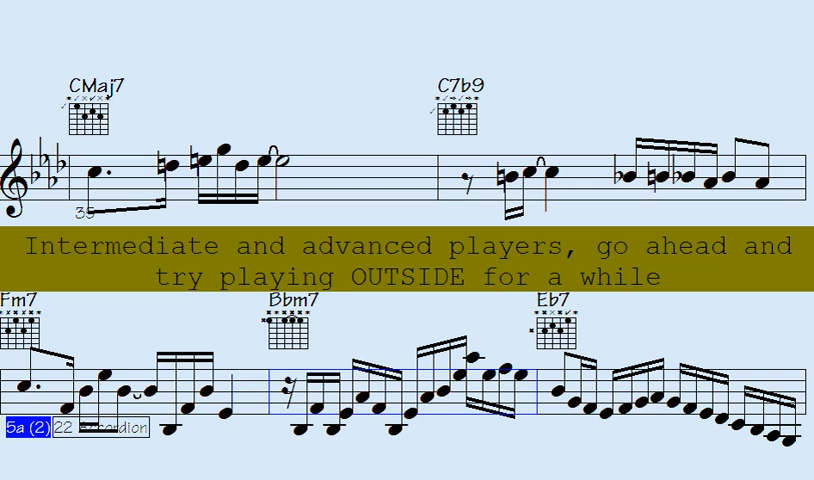 CMaj7 C7b9
35
Intermediate and advanced players, go ahead and
try playing OUTSIDE for a while
Fm7 Bbm7 Eb7
5a (2) 22 Accordion